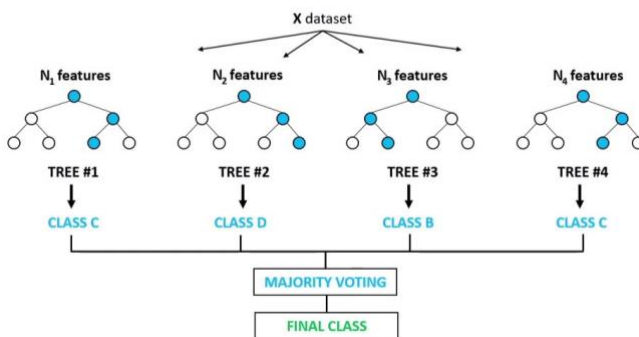 X dataset
N₁ features N₂ features N₃ features N₄ features
TREE #1 TREE #2 TREE #3 TREE #4
CLASS C CLASS D CLASS B CLASS C
MAJORITY VOTING
FINAL CLASS